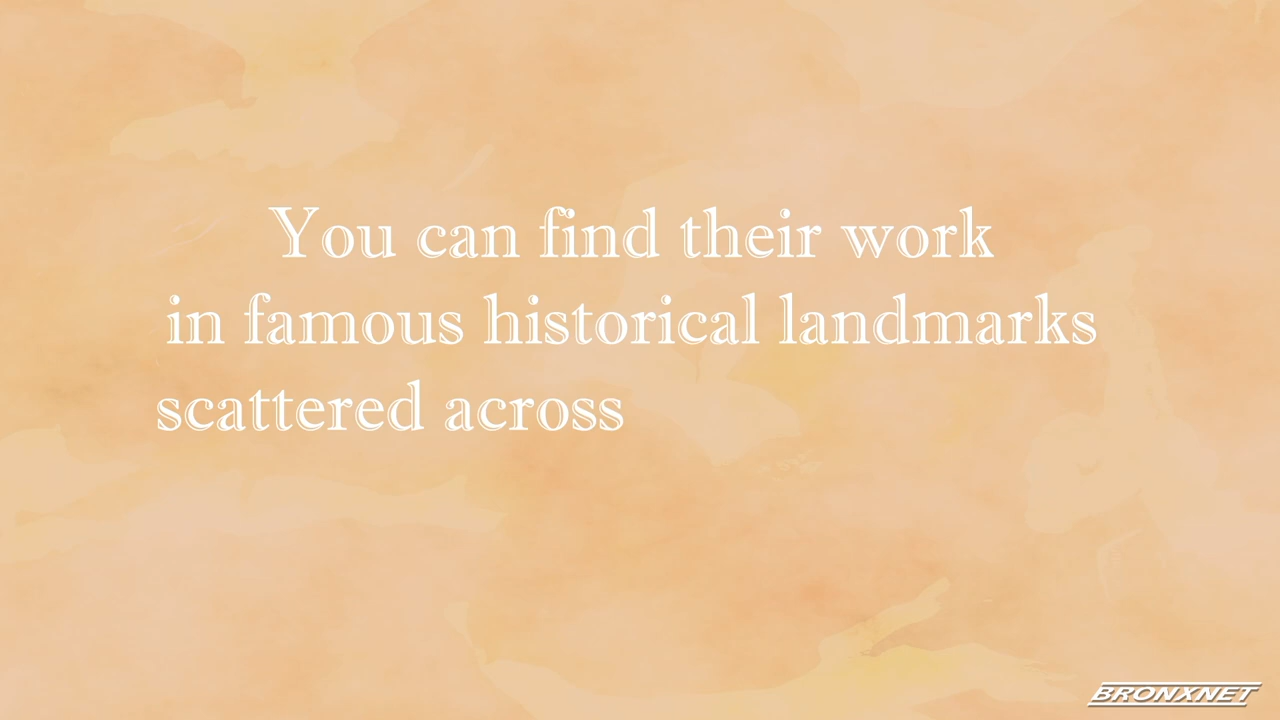 You can find their work
in famous historical landmarks
scattered across
BRONXNET